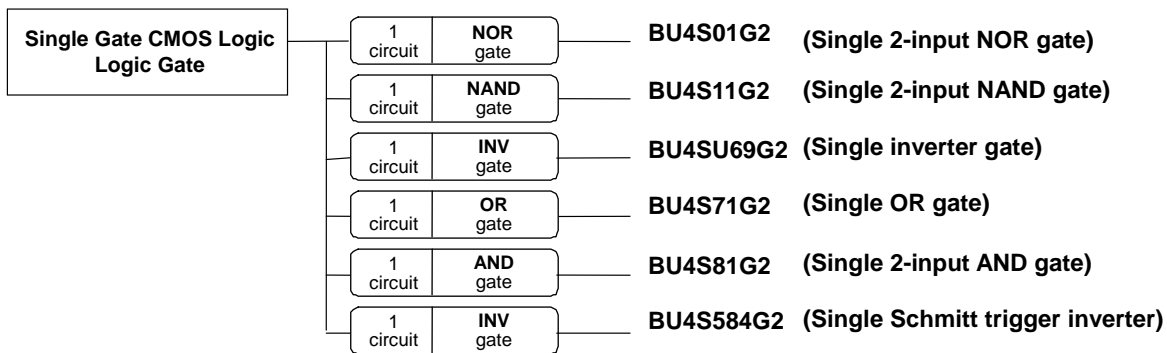 Single Gate CMOS Logic
Logic Gate
1 circuit NOR gate BU4S01G2 (Single 2-input NOR gate)
1 circuit NAND gate BU4S11G2 (Single 2-input NAND gate)
1 circuit INV gate BU4SU69G2 (Single inverter gate)
1 circuit OR gate BU4S71G2 (Single OR gate)
1 circuit AND gate BU4S81G2 (Single 2-input AND gate)
1 circuit INV gate BU4S584G2 (Single Schmitt trigger inverter)